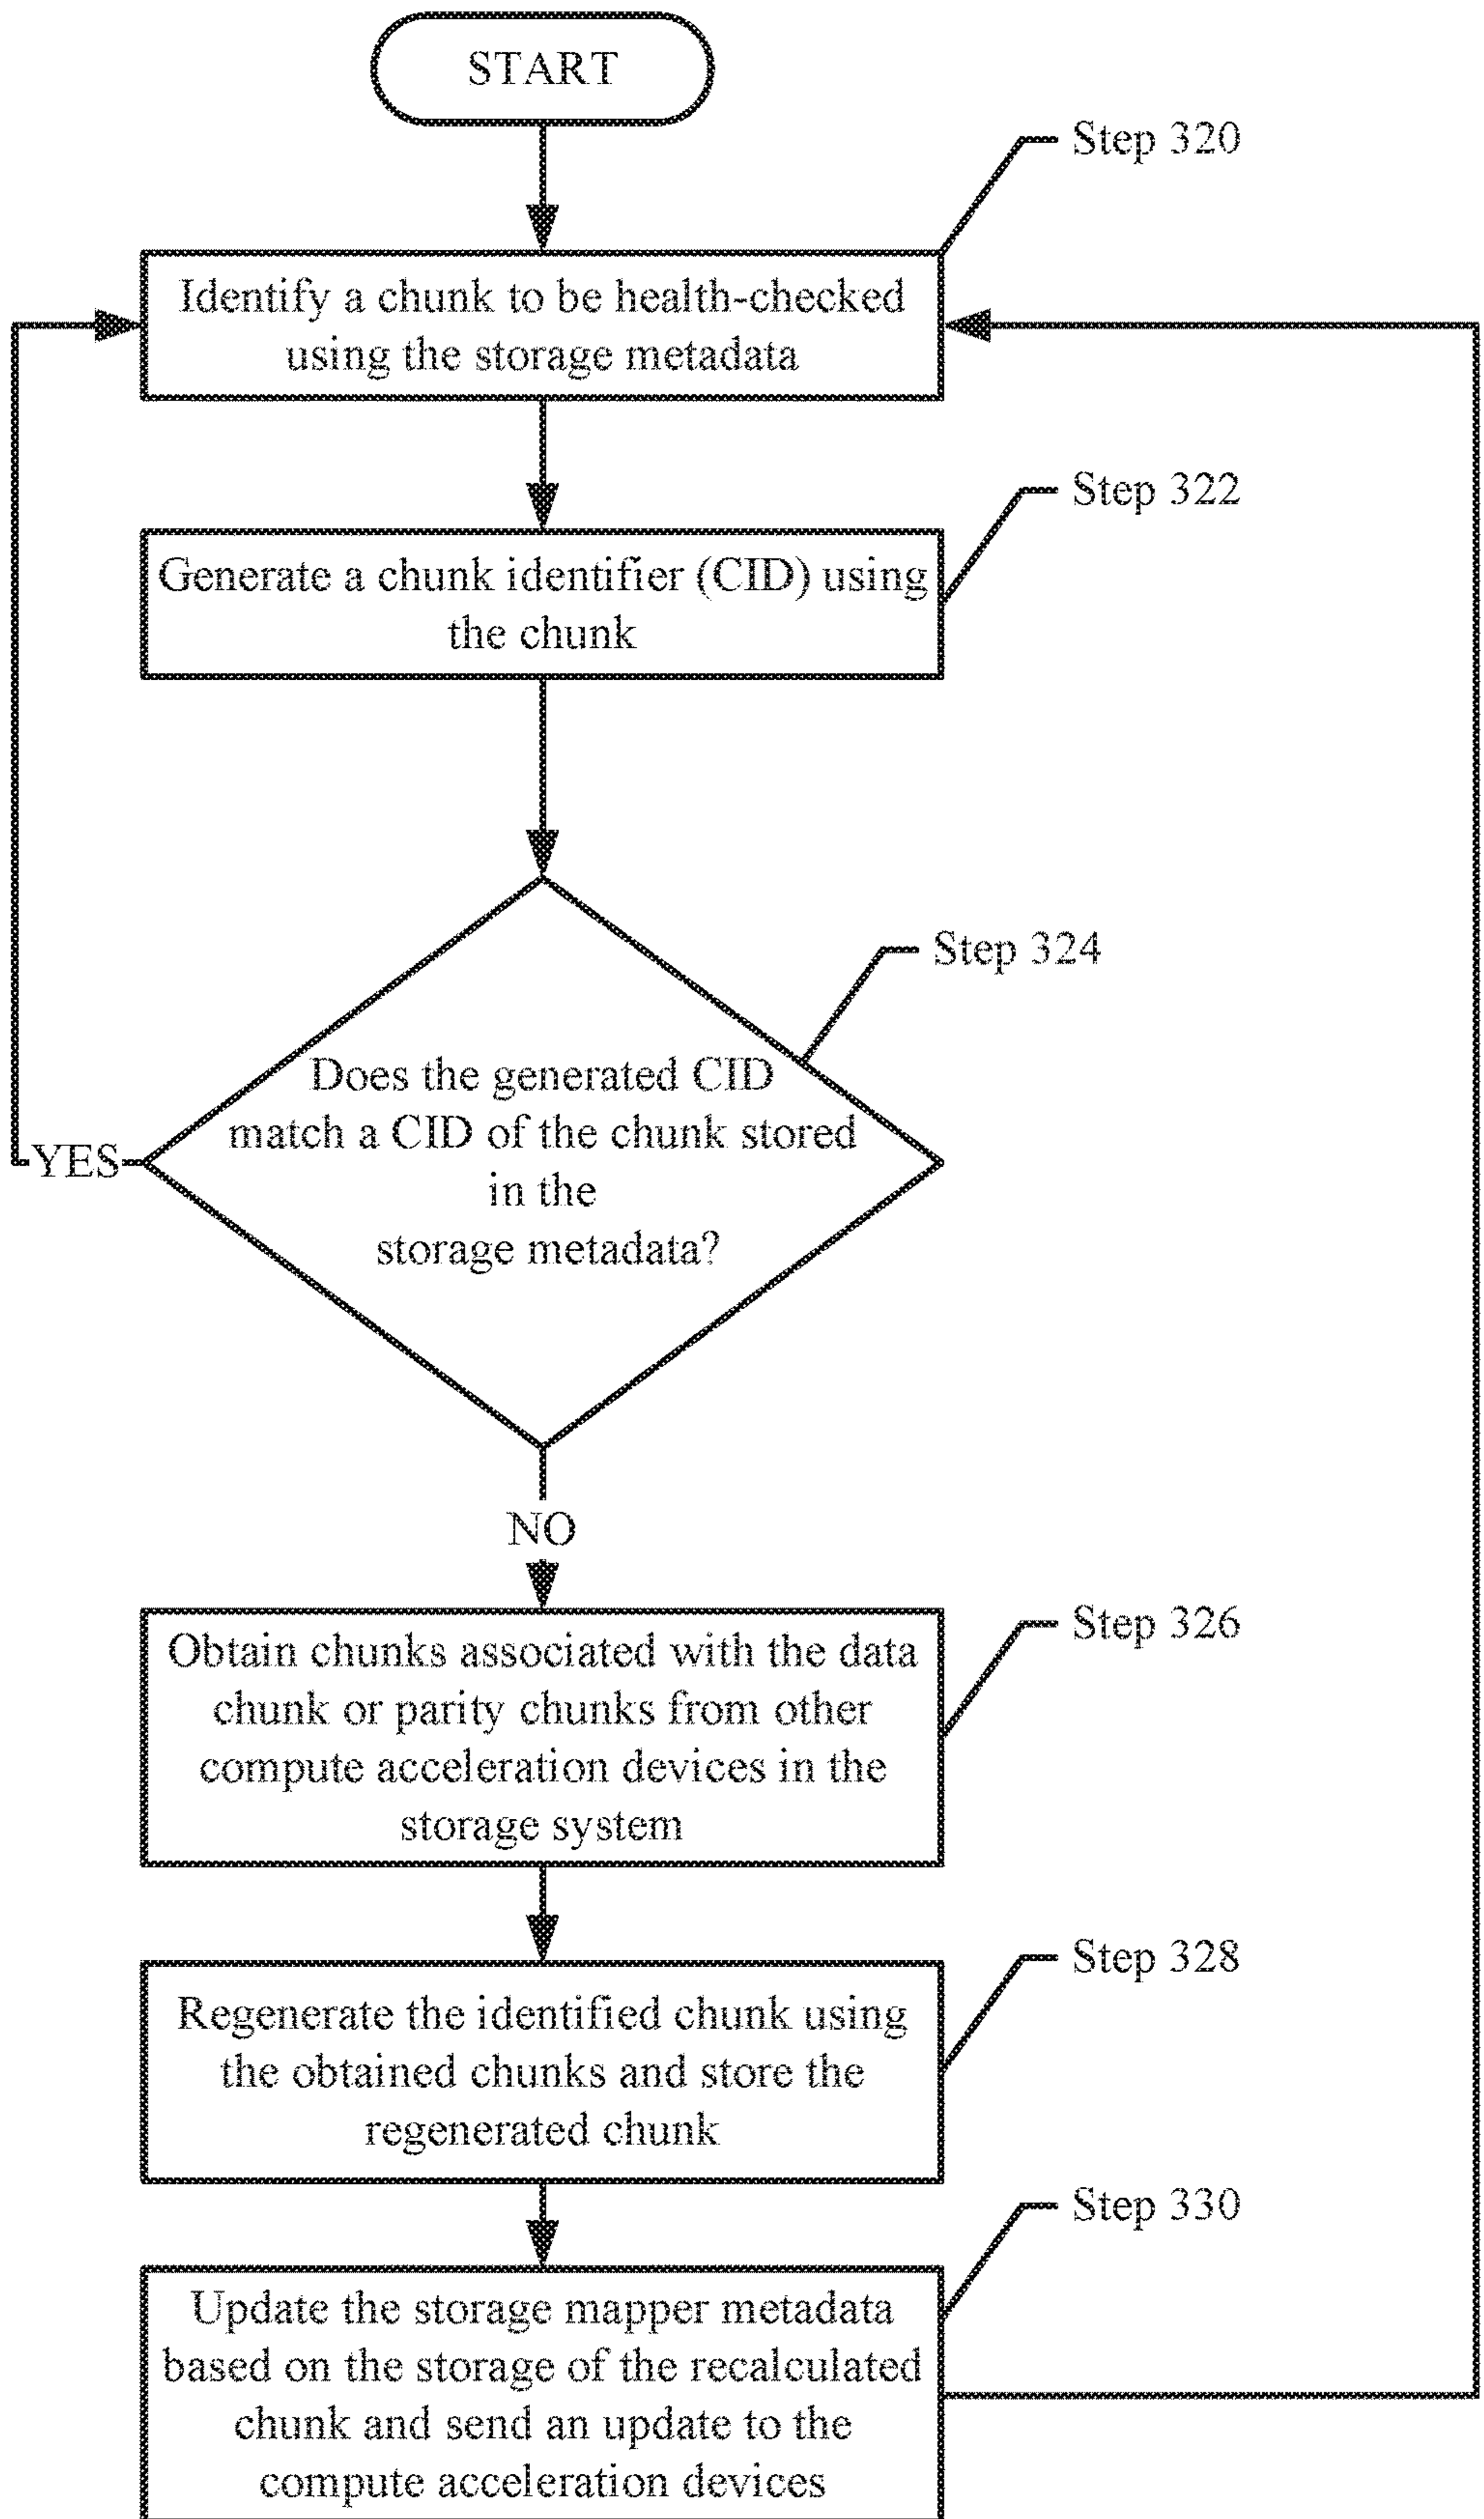 START
Step 320
Identify a chunk to be health-checked
using the storage metadata
Step 322
Generate a chunk identifier (CID) using
the chunk
Step 324
Does the generated CID
match a CID of the chunk stored
in the
storage metadata?
YES
NO
Step 326
Obtain chunks associated with the data
chunk or parity chunks from other
compute acceleration devices in the
storage system
Step 328
Regenerate the identified chunk using
the obtained chunks and store the
regenerated chunk
Step 330
Update the storage mapper metadata
based on the storage of the recalculated
chunk and send an update to the
compute acceleration devices